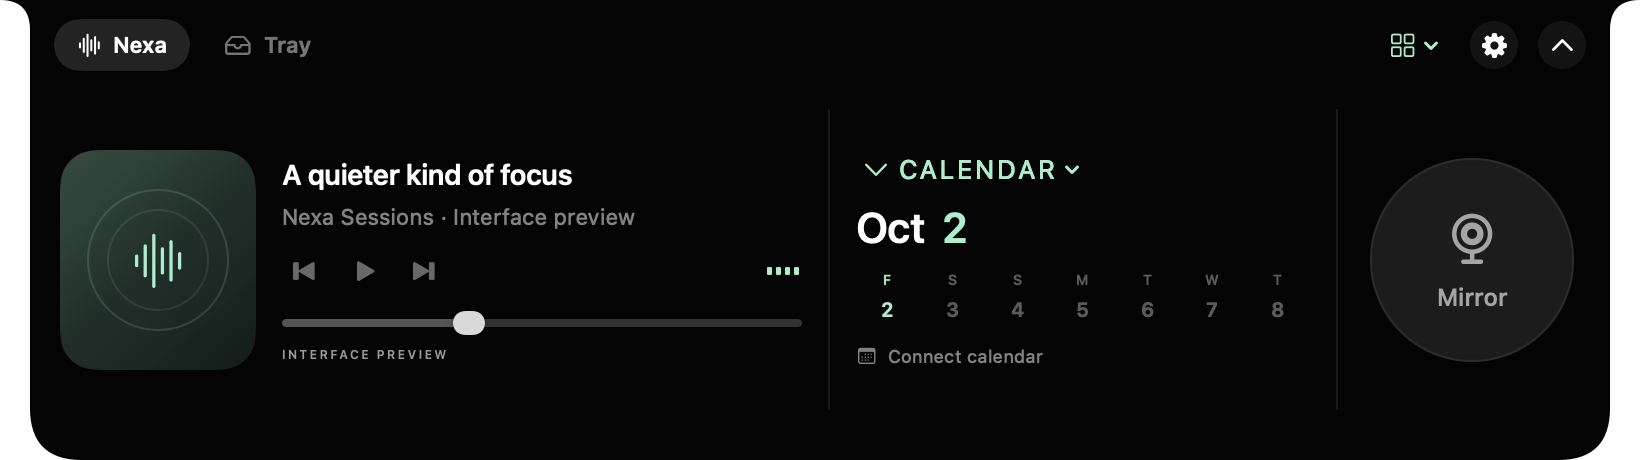 Nexa
Tray
A quieter kind of focus
Nexa Sessions · Interface preview
INTERFACE PREVIEW
CALENDAR
Oct 2
F S S M T W T
2 3 4 5 6 7 8
Connect calendar
Mirror